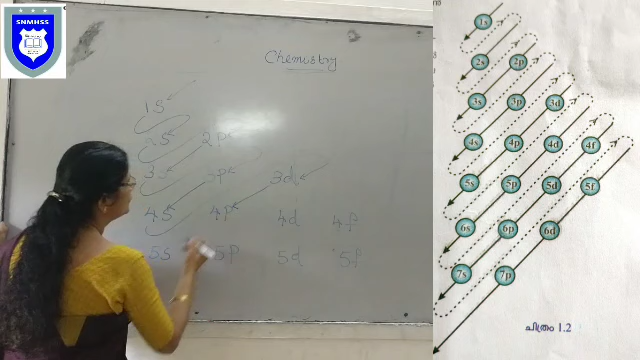 SNMHSS
Chemistry
1s
2s 2p
3s 3p 3d
4s 4p 4d 4f
5s 5p 5d 5f
1s
2s 2p
3s 3p 3d
4s 4p 4d 4f
5s 5p 5d 5f
6s 6p 6d
7s 7p
ചിത്രം 1.2